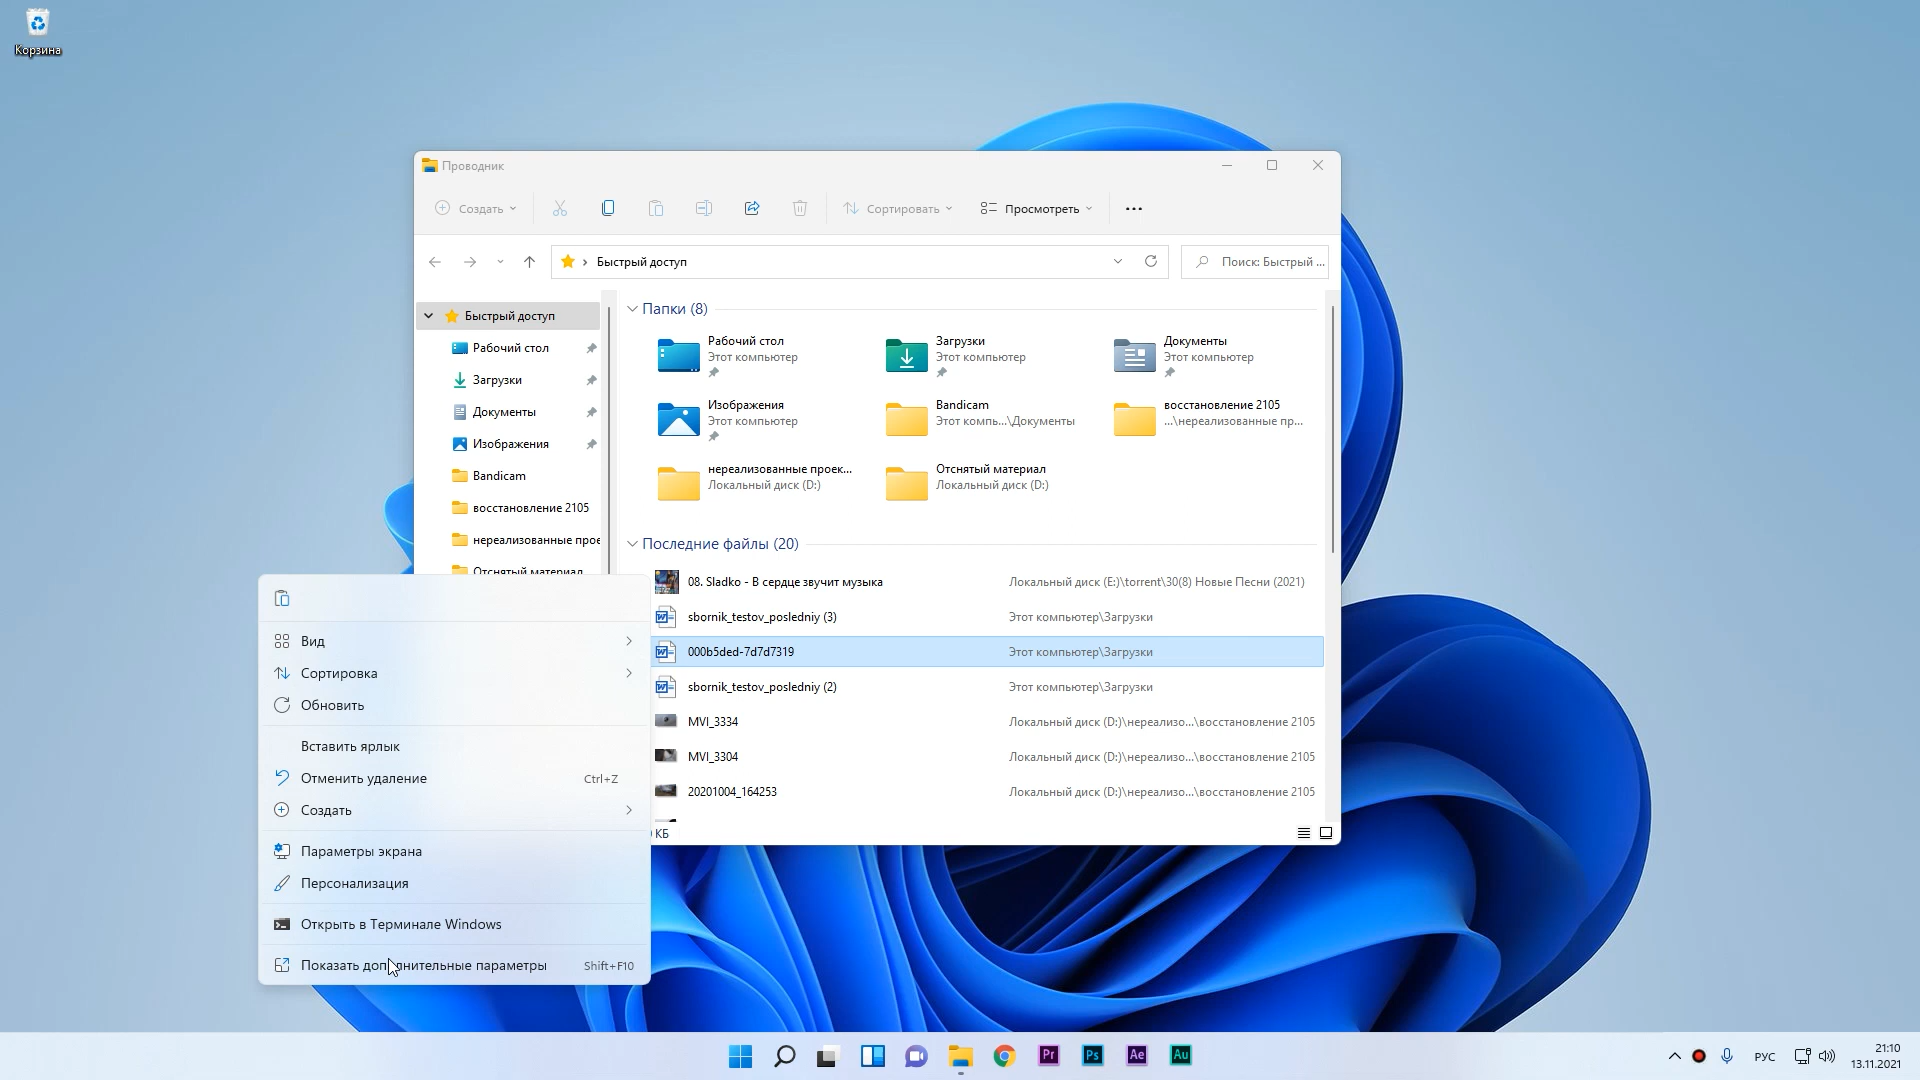 Корзина
Проводник
Создать
Сортировать
Просмотреть
Быстрый доступ
Поиск: Быстрый ...
Быстрый доступ
Рабочий стол
Загрузки
Документы
Изображения
Bandicam
восстановление 2105
нереализованные прое
Отснятый материал
Папки (8)
Рабочий стол
Этот компьютер
Загрузки
Этот компьютер
Документы
Этот компьютер
Изображения
Этот компьютер
Bandicam
Этот компь...\Документы
восстановление 2105
...\нереализованные пр...
нереализованные проек...
Локальный диск (D:)
Отснятый материал
Локальный диск (D:)
Последние файлы (20)
08. Sladko - В сердце звучит музыка
Локальный диск (E:)\torrent\30(8) Новые Песни (2021)
sbornik_testov_posledniy (3)
Этот компьютер\Загрузки
000b5ded-7d7d7319
Этот компьютер\Загрузки
sbornik_testov_posledniy (2)
Этот компьютер\Загрузки
MVI_3334
Локальный диск (D:)\нереализо...\восстановление 2105
MVI_3304
Локальный диск (D:)\нереализо...\восстановление 2105
20201004_164253
Локальный диск (D:)\нереализо...\восстановление 2105
КБ
Вид
Сортировка
Обновить
Вставить ярлык
Отменить удаление Ctrl+Z
Создать
Параметры экрана
Персонализация
Открыть в Терминале Windows
Показать дополнительные параметры Shift+F10
Pr
Ps
Ae
Au
РУС
21:10
13.11.2021